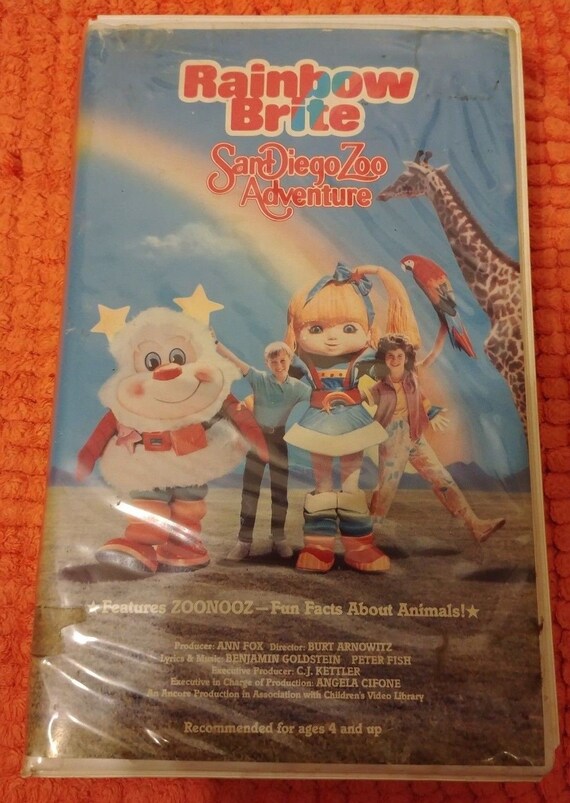 Rainbow
Brite
San Diego Zoo
Adventure
★Features ZOONOOZ—Fun Facts About Animals!★
Producer: ANN FOX Director: BURT ARNOWITZ
Lyrics & Music: BENJAMIN GOLDSTEIN PETER FISH
Executive Producer: C.J. KETTLER
Executive in Charge of Production: ANGELA CIFONE
An Ancore Production in Association with Children's Video Library
Recommended for ages 4 and up